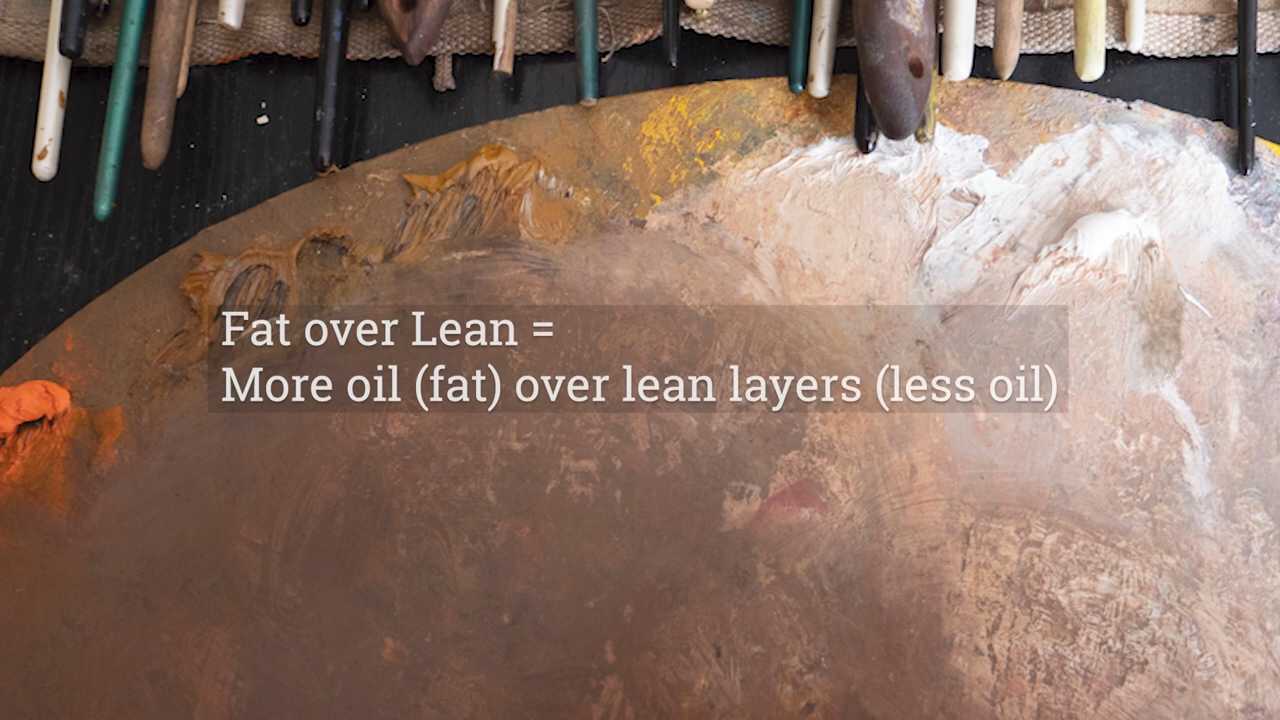 Fat over Lean =
More oil (fat) over lean layers (less oil)